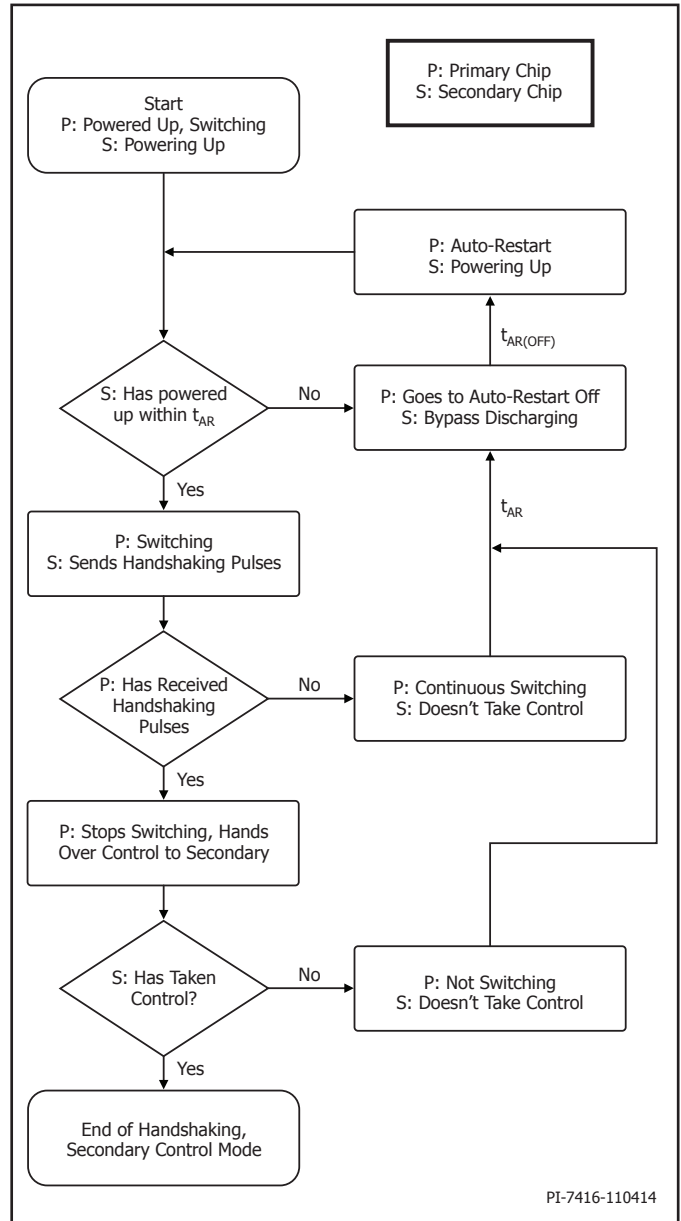 P: Primary Chip
S: Secondary Chip
Start
P: Powered Up, Switching
S: Powering Up
P: Auto-Restart
S: Powering Up
tAR(OFF)
S: Has powered
up within tAR
No
P: Goes to Auto-Restart Off
S: Bypass Discharging
Yes
tAR
P: Switching
S: Sends Handshaking Pulses
P: Has Received
Handshaking
Pulses
No
P: Continuous Switching
S: Doesn't Take Control
Yes
P: Stops Switching, Hands
Over Control to Secondary
S: Has Taken
Control?
No
P: Not Switching
S: Doesn't Take Control
Yes
End of Handshaking,
Secondary Control Mode
PI-7416-110414